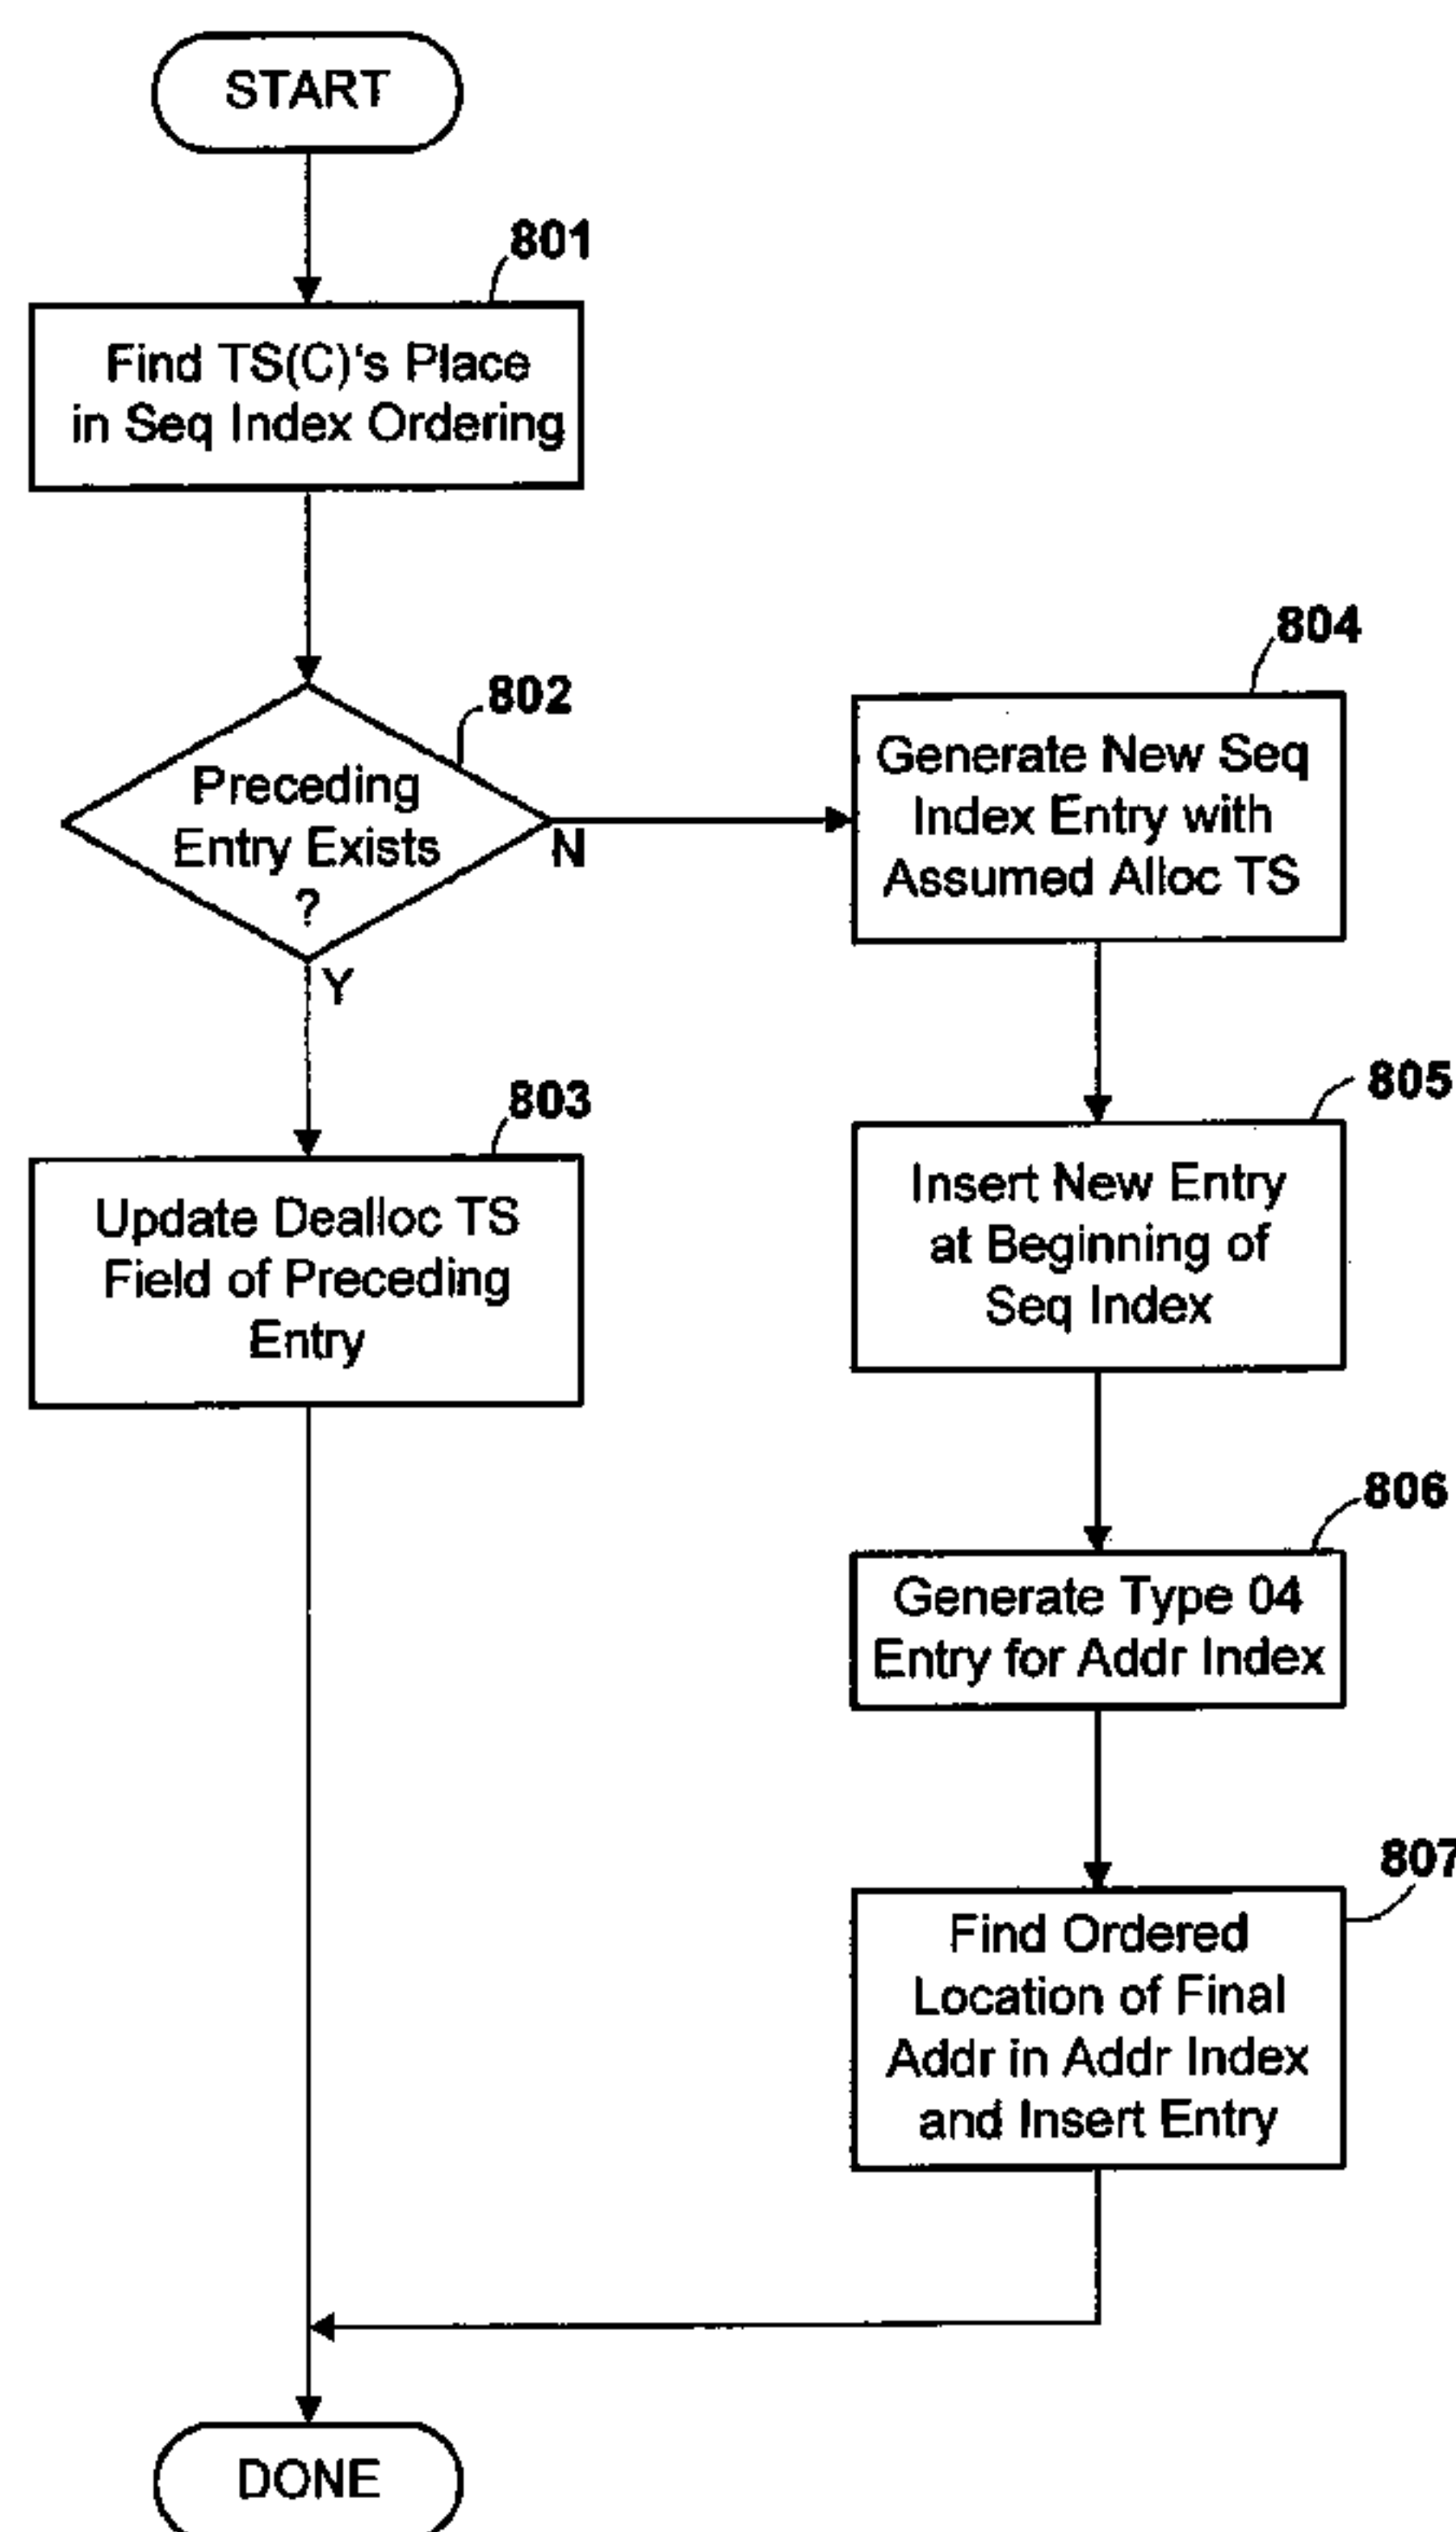 START
801
Find TS(C)'s Place
in Seq Index Ordering
802
Preceding
Entry Exists
?
N
Y
803
Update Dealloc TS
Field of Preceding
Entry
804
Generate New Seq
Index Entry with
Assumed Alloc TS
805
Insert New Entry
at Beginning of
Seq Index
806
Generate Type 04
Entry for Addr Index
807
Find Ordered
Location of Final
Addr in Addr Index
and Insert Entry
DONE